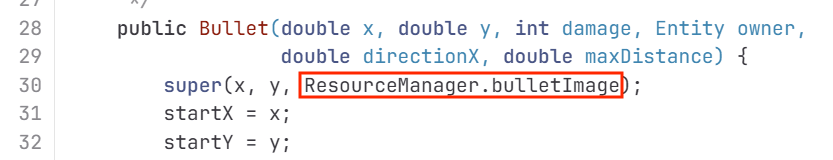 */
28 public Bullet(double x, double y, int damage, Entity owner,
29 double directionX, double maxDistance) {
30 super(x, y, ResourceManager.bulletImage);
31 startX = x;
32 startY = y;